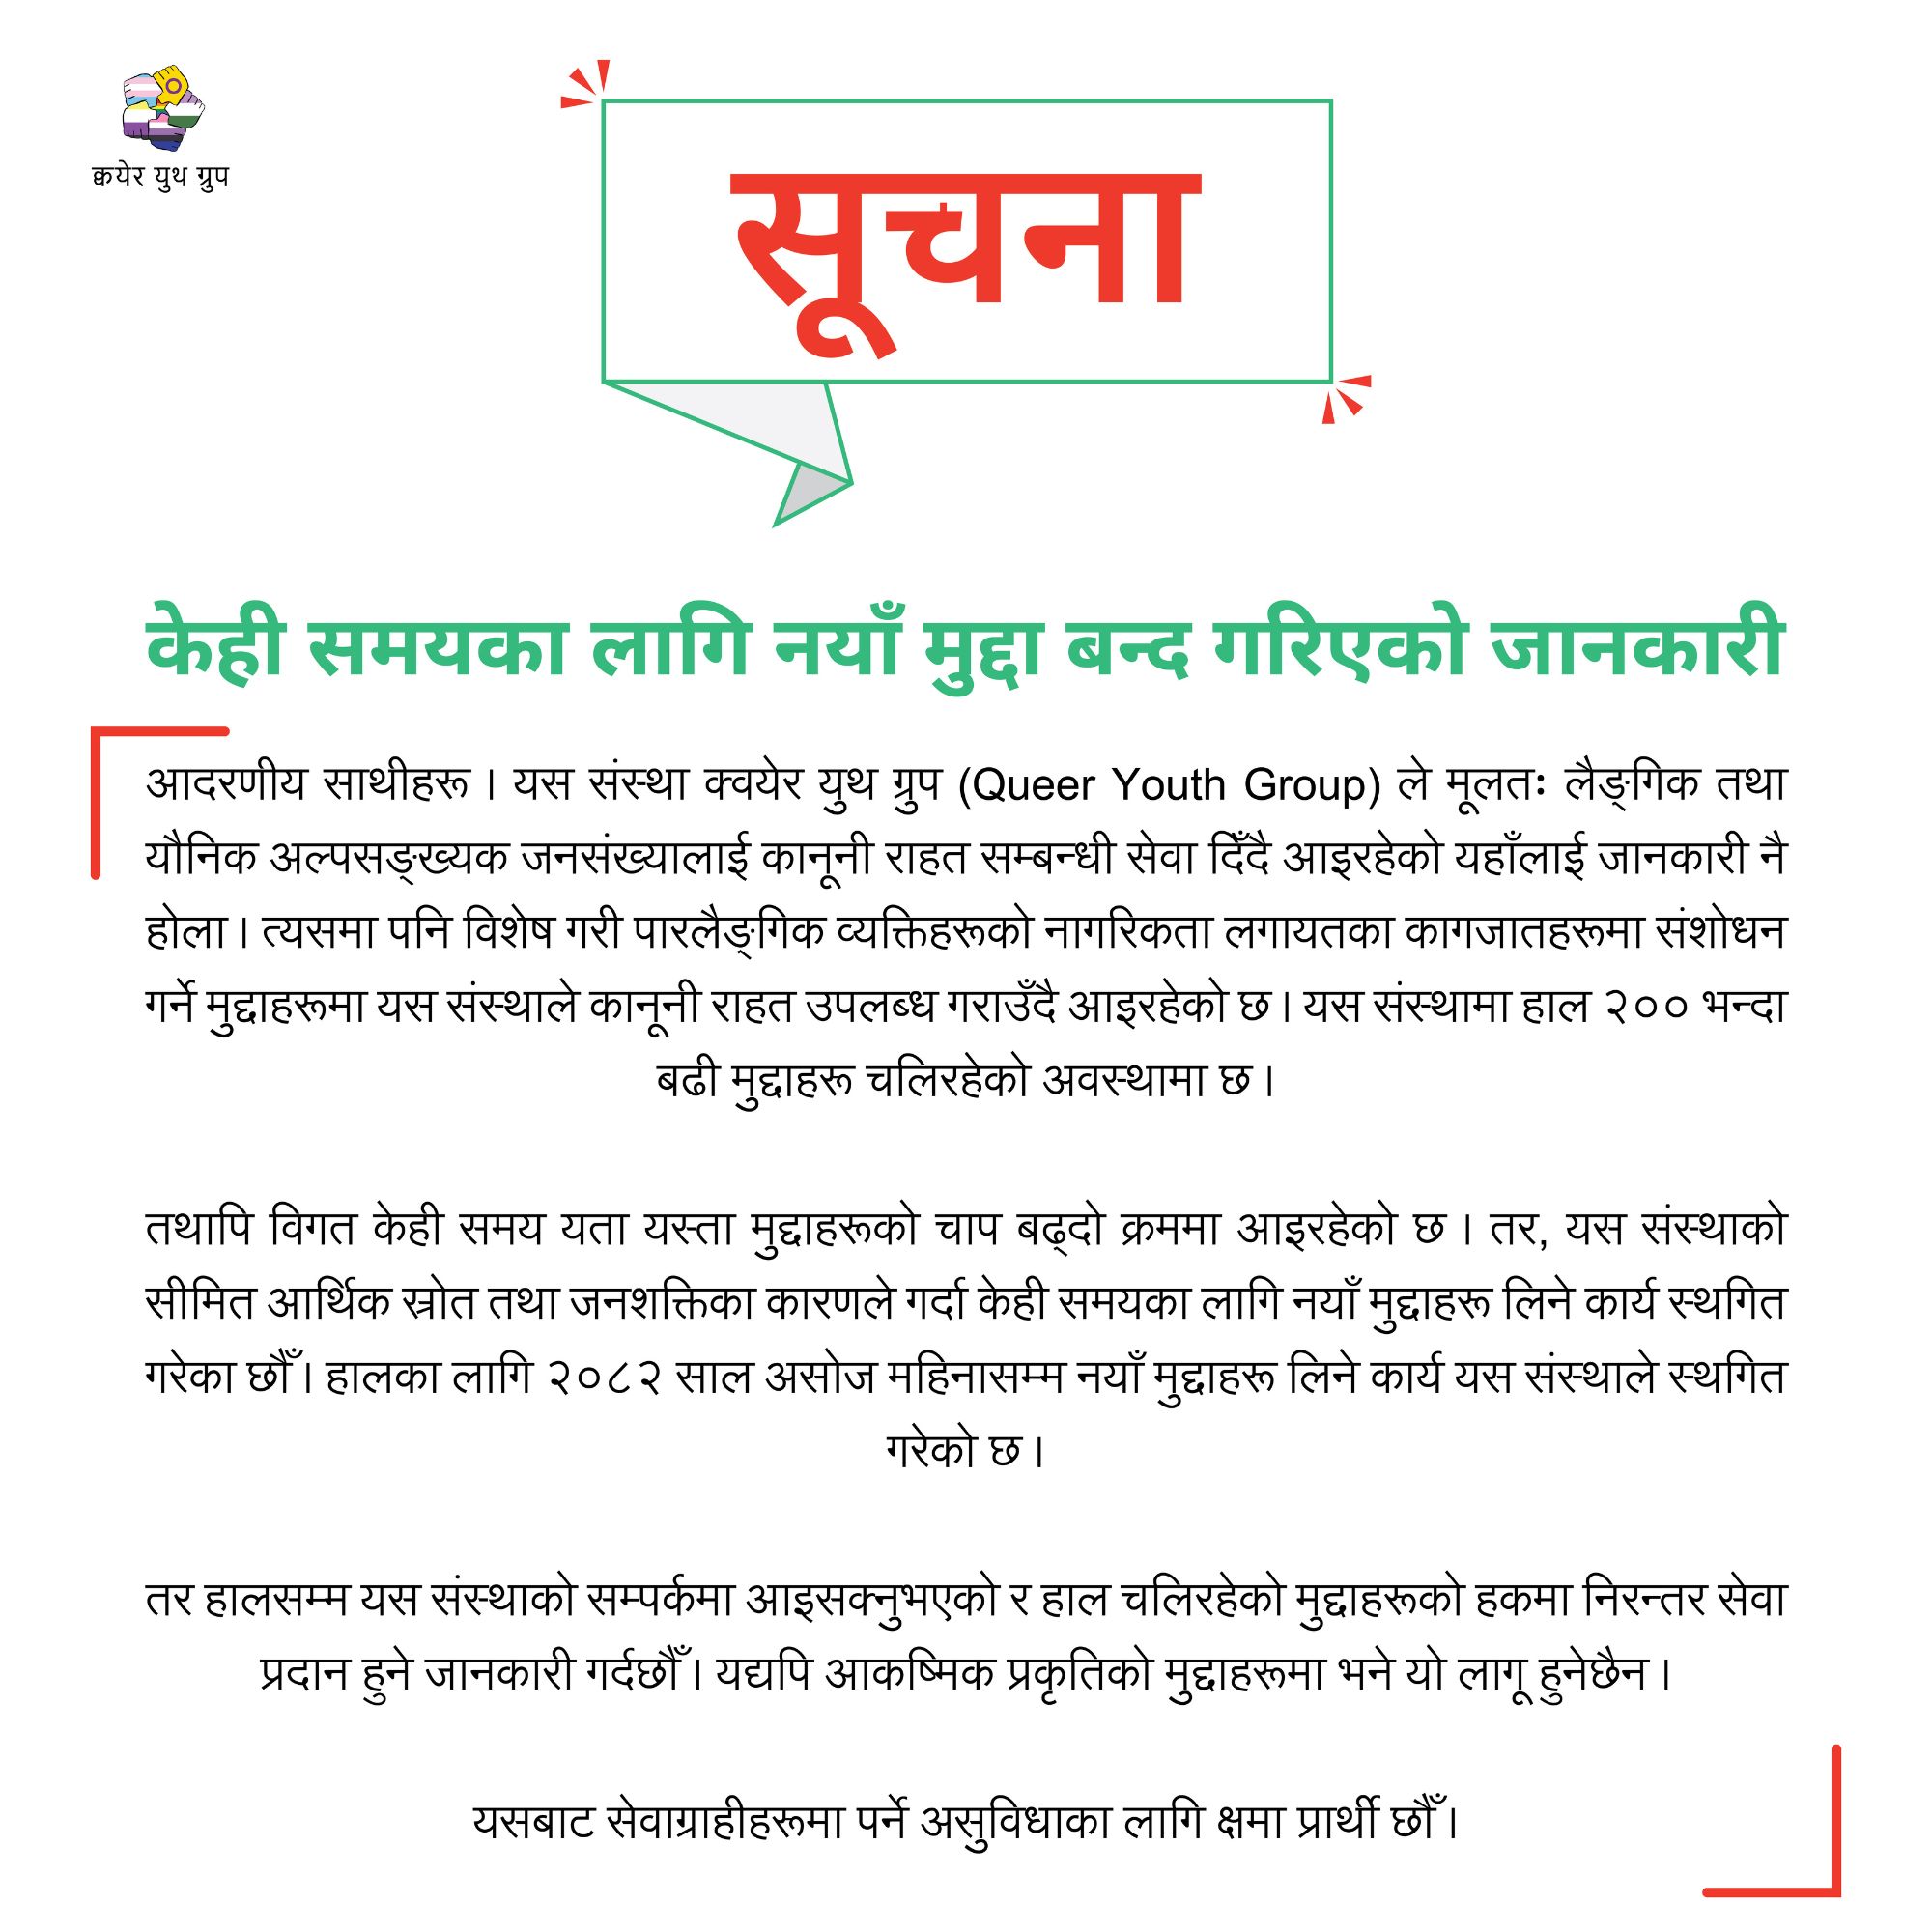 क्वयेर युथ ग्रुप
सूचना
केही समयका लागि नयाँ मुद्दा बन्द गरिएको जानकारी
आदरणीय साथीहरू । यस संस्था क्वयेर युथ ग्रुप (Queer Youth Group) ले मूलतः लैङ्गिक तथा
यौनिक अल्पसङ्ख्यक जनसंख्यालाई कानूनी राहत सम्बन्धी सेवा दिँदै आइरहेको यहाँलाई जानकारी नै
होला । त्यसमा पनि विशेष गरी पारलैङ्गिक व्यक्तिहरूको नागरिकता लगायतका कागजातहरूमा संशोधन
गर्ने मुद्दाहरूमा यस संस्थाले कानूनी राहत उपलब्ध गराउँदै आइरहेको छ । यस संस्थामा हाल २०० भन्दा
बढी मुद्दाहरू चलिरहेको अवस्थामा छ ।
तथापि विगत केही समय यता यस्ता मुद्दाहरूको चाप बढ्दो क्रममा आइरहेको छ । तर, यस संस्थाको
सीमित आर्थिक स्रोत तथा जनशक्तिका कारणले गर्दा केही समयका लागि नयाँ मुद्दाहरू लिने कार्य स्थगित
गरेका छौँ । हालका लागि २०८२ साल असोज महिनासम्म नयाँ मुद्दाहरू लिने कार्य यस संस्थाले स्थगित
गरेको छ ।
तर हालसम्म यस संस्थाको सम्पर्कमा आइसक्नुभएको र हाल चलिरहेको मुद्दाहरूको हकमा निरन्तर सेवा
प्रदान हुने जानकारी गर्दछौँ । यद्यपि आकष्मिक प्रकृतिको मुद्दाहरूमा भने यो लागू हुनेछैन ।
यसबाट सेवाग्राहीहरूमा पर्ने असुविधाका लागि क्षमा प्रार्थी छौँ ।